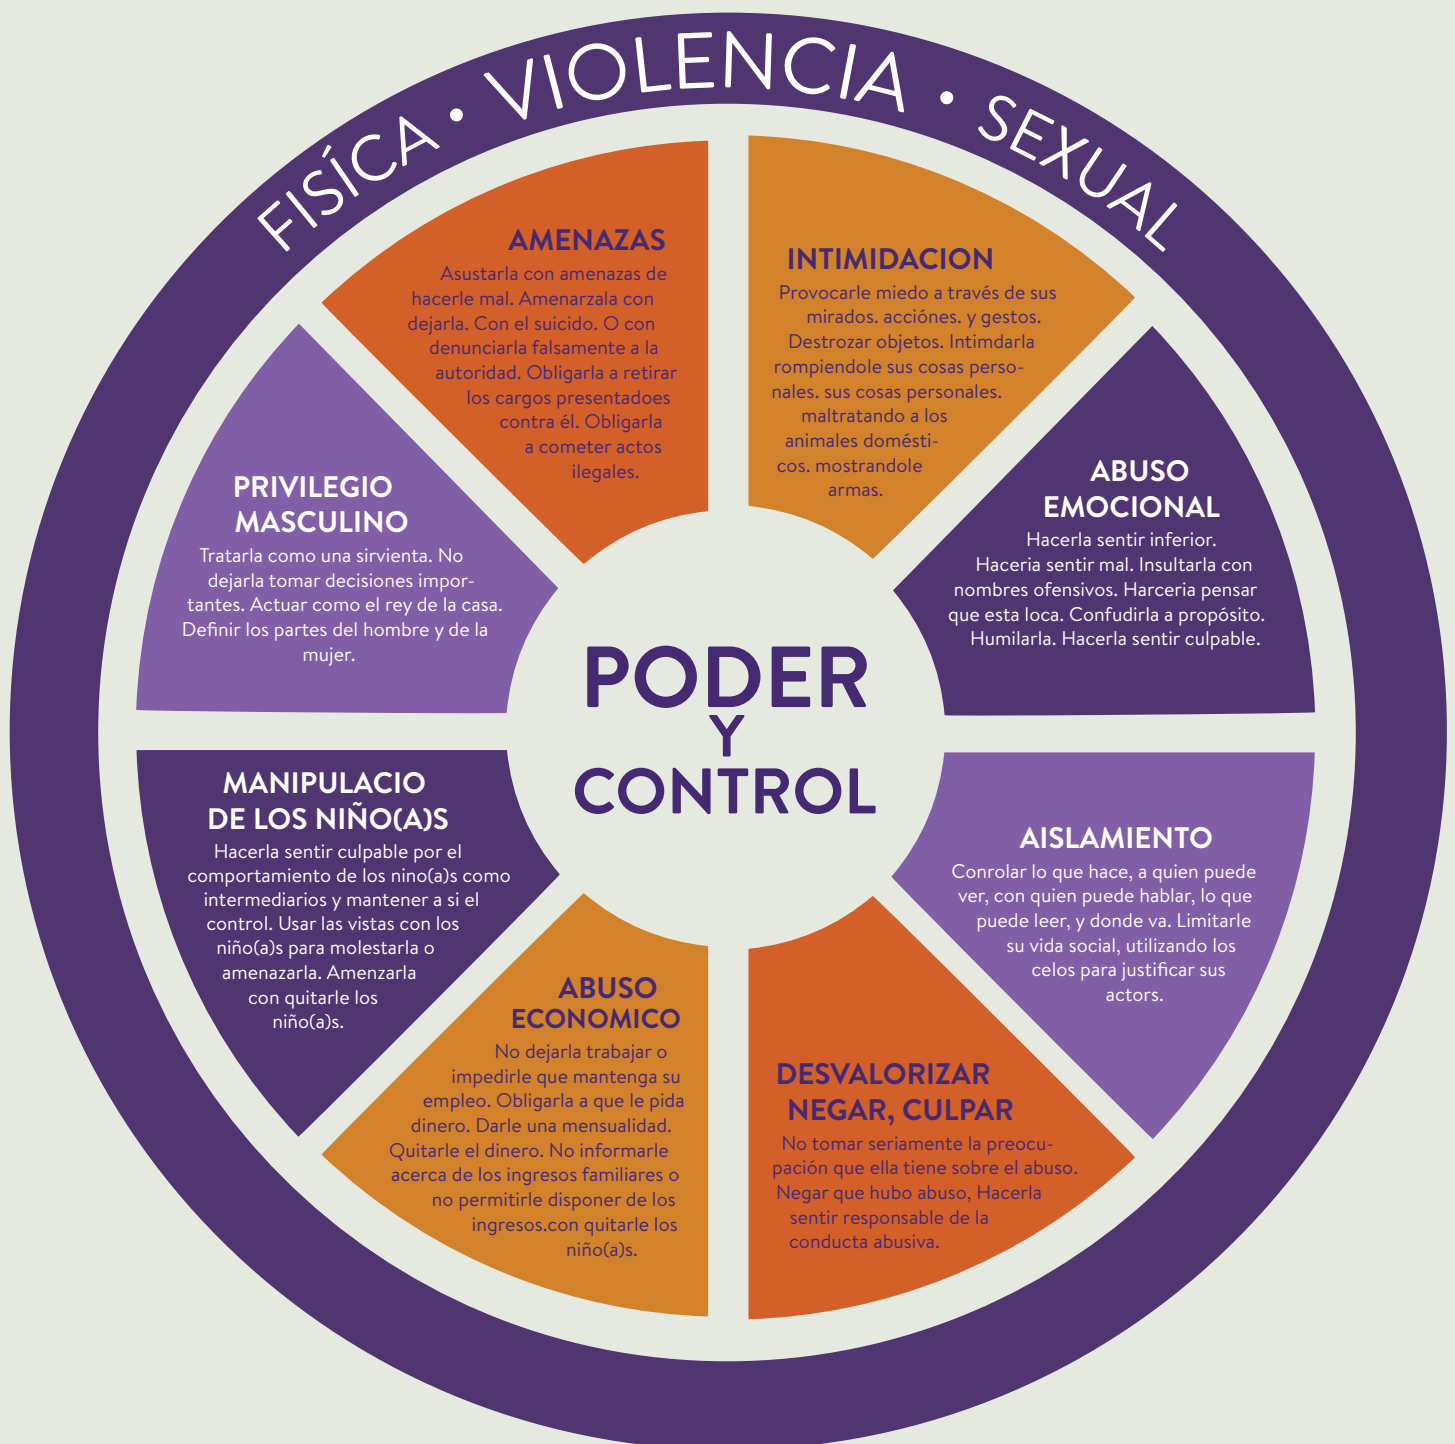 FISÍCA • VIOLENCIA • SEXUAL
AMENAZAS
Asustarla con amenazas de
hacerle mal. Amenarzala con
dejarla. Con el suicido. O con
denunciarla falsamente a la
autoridad. Obligarla a retirar
los cargos presentadoes
contra él. Obligarla
a cometer actos
ilegales.
INTIMIDACION
Provocarle miedo a través de sus
mirados. acciónes. y gestos.
Destrozar objetos. Intimdarla
rompiendole sus cosas perso-
nales. sus cosas personales.
maltratando a los
animales domésti-
cos. mostrandole
armas.
ABUSO
EMOCIONAL
Hacerla sentir inferior.
Haceria sentir mal. Insultarla con
nombres ofensivos. Harceria pensar
que esta loca. Confudirla a propósito.
Humilarla. Hacerla sentir culpable.
AISLAMIENTO
Conrolar lo que hace, a quien puede
ver, con quien puede hablar, lo que
puede leer, y donde va. Limitarle
su vida social, utilizando los
celos para justificar sus
actors.
DESVALORIZAR
NEGAR, CULPAR
No tomar seriamente la preocu-
pación que ella tiene sobre el abuso.
Negar que hubo abuso, Hacerla
sentir responsable de la
conducta abusiva.
ABUSO
ECONOMICO
No dejarla trabajar o
impedirle que mantenga su
empleo. Obligarla a que le pida
dinero. Darle una mensualidad.
Quitarle el dinero. No informarle
acerca de los ingresos familiares o
no permitirle disponer de los
ingresos.con quitarle los
niño(a)s.
MANIPULACIO
DE LOS NIÑO(A)S
Hacerla sentir culpable por el
comportamiento de los nino(a)s como
intermediarios y mantener a si el
control. Usar las vistas con los
niño(a)s para molestarla o
amenazarla. Amenzarla
con quitarle los
niño(a)s.
PRIVILEGIO
MASCULINO
Tratarla como una sirvienta. No
dejarla tomar decisiones impor-
tantes. Actuar como el rey de la casa.
Definir los partes del hombre y de la
mujer.
PODER
Y
CONTROL